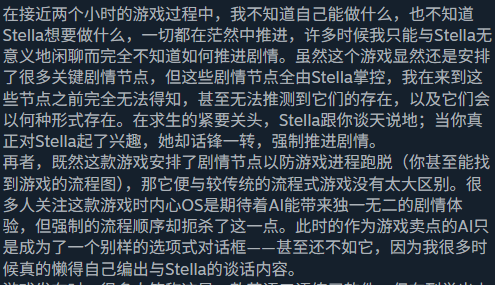 在接近两个小时的游戏过程中，我不知道自己能做什么，也不知道
Stella想要做什么，一切都在茫然中推进，许多时候我只能与Stella无
意义地闲聊而完全不知道如何推进剧情。虽然这个游戏显然还是安排
了很多关键剧情节点，但这些剧情节点全由Stella掌控，我在来到这
些节点之前完全无法得知，甚至无法推测到它们的存在，以及它们会
以何种形式存在。在求生的紧要关头，Stella跟你谈天说地；当你真
正对Stella起了兴趣，她却话锋一转，强制推进剧情。
再者，既然这款游戏安排了剧情节点以防游戏进程跑脱（你甚至能找
到游戏的流程图），那它便与较传统的流程式游戏没有太大区别。很
多人关注这款游戏时内心OS是期待着AI能带来独一无二的剧情体
验，但强制的流程顺序却扼杀了这一点。此时的作为游戏卖点的AI只
是成为了一个别样的选项式对话框——甚至还不如它，因为我很多时
候真的懒得自己编出与Stella的谈话内容。